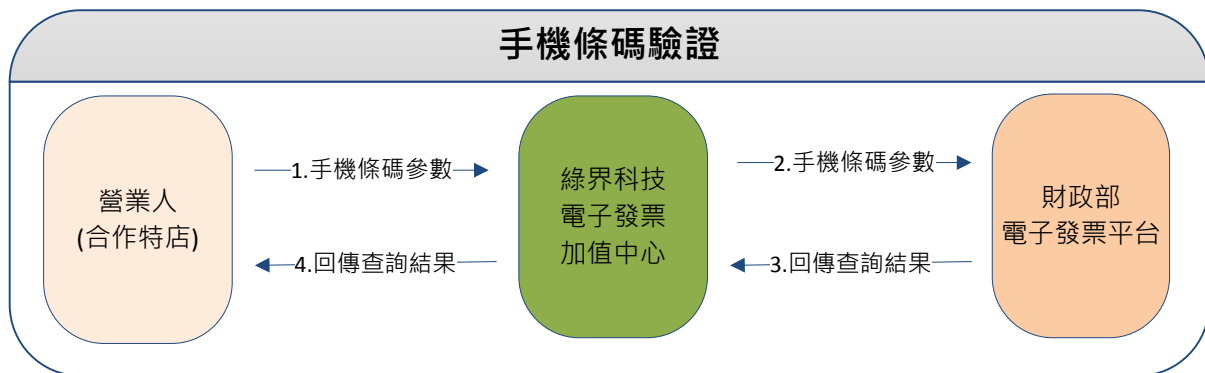 手機條碼驗證
營業人
(合作特店)
1.手機條碼參數
4.回傳查詢結果
綠界科技
電子發票
加值中心
2.手機條碼參數
3.回傳查詢結果
財政部
電子發票平台